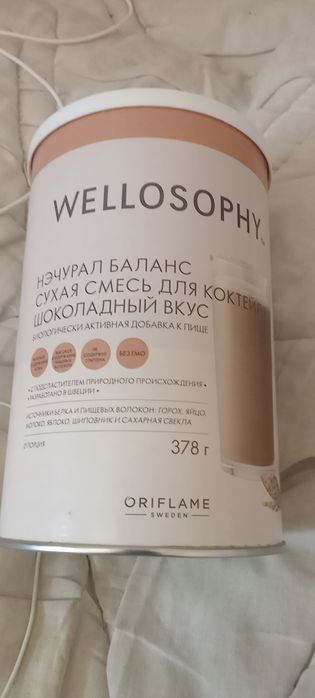 WELLOSOPHY
НЭЧУРАЛ БАЛАНС
СУХАЯ СМЕСЬ ДЛЯ КОКТЕЙ
ШОКОЛАДНЫЙ ВКУС
БИОЛОГИЧЕСКИ АКТИВНАЯ ДОБАВКА К ПИЩЕ
БЕЗ ГМО
• С ПОДСЛАСТИТЕЛЕМ ПРИРОДНОГО ПРОИСХОЖДЕНИЯ •
• РАЗРАБОТАНО В ШВЕЦИИ •
ИСТОЧНИКИ БЕЛКА И ПИЩЕВЫХ ВОЛОКОН: ГОРОХ, ЯЙЦО,
МОЛОКО, ЯБЛОКО, ШИПОВНИК И САХАРНАЯ СВЕКЛА
378 г
ORIFLAME
SWEDEN